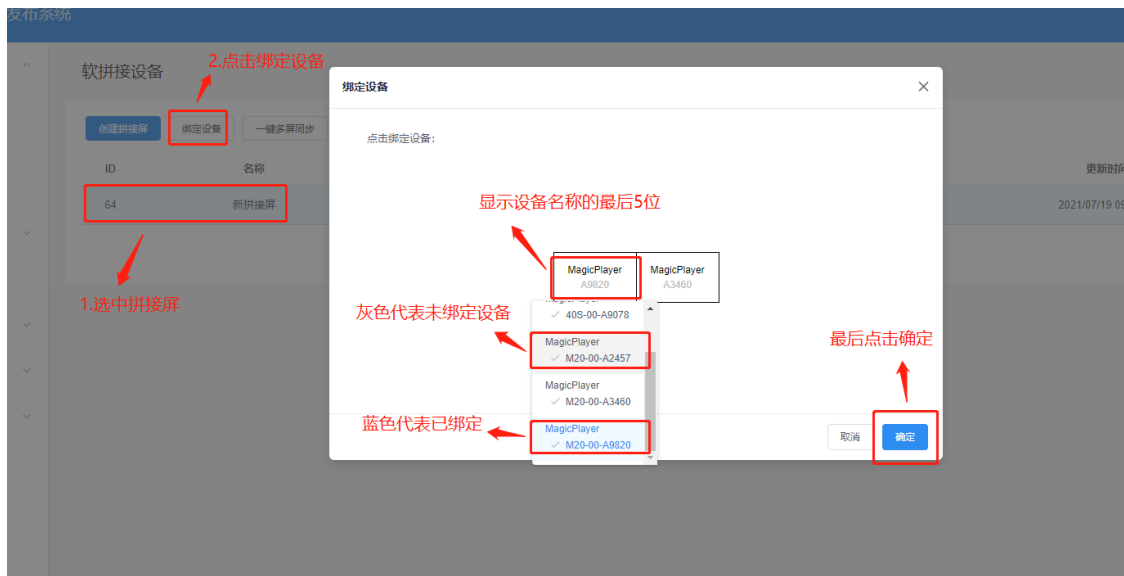 发布系统
软拼接设备
2.点击绑定设备
绑定设备
创建拼接屏
绑定设备
一键多屏同步
点击绑定设备:
ID
名称
更新时间
64
新拼接屏
2021/07/19 09
显示设备名称的最后5位
1.选中拼接屏
MagicPlayer
A9820
MagicPlayer
A3460
灰色代表未绑定设备
MagicPlayer
40S-00-A9078
MagicPlayer
M20-00-A2457
MagicPlayer
M20-00-A3460
蓝色代表已绑定
MagicPlayer
M20-00-A9820
最后点击确定
取消
确定